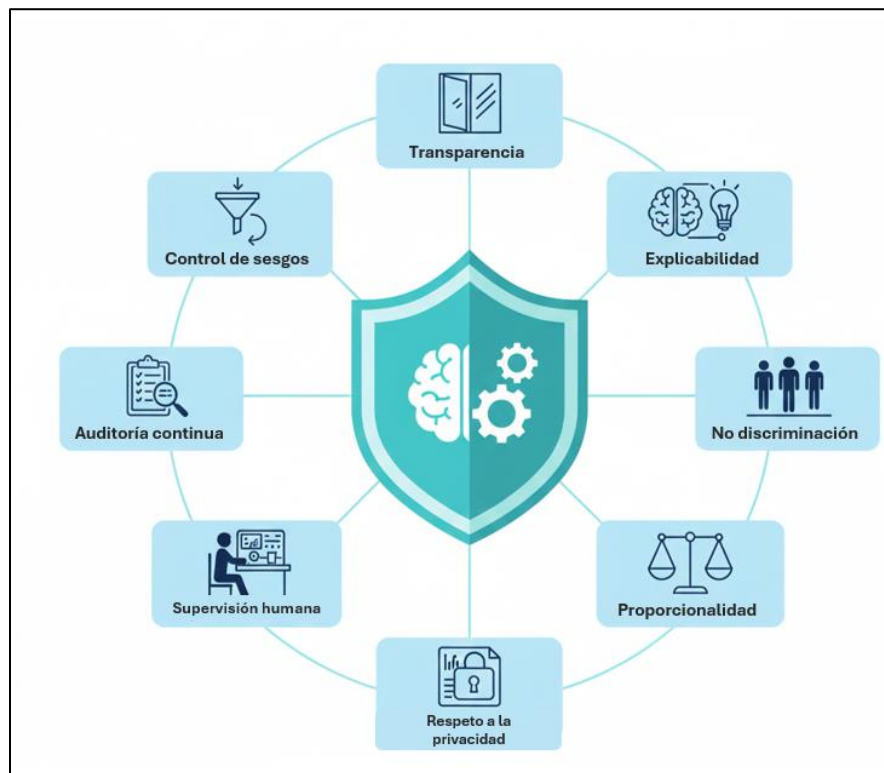 Transparencia
Control de sesgos
Explicabilidad
Auditoría continua
No discriminación
Supervisión humana
Proporcionalidad
Respeto a la
privacidad